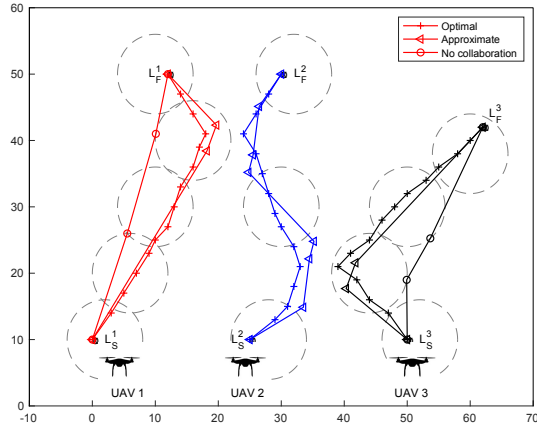 60
50
40
30
20
10
0
-10
0
10
20
30
40
50
60
70
Optimal
Approximate
No collaboration
L_F^1
L_F^2
L_F^3
L_S^1
L_S^2
L_S^3
UAV 1
UAV 2
UAV 3